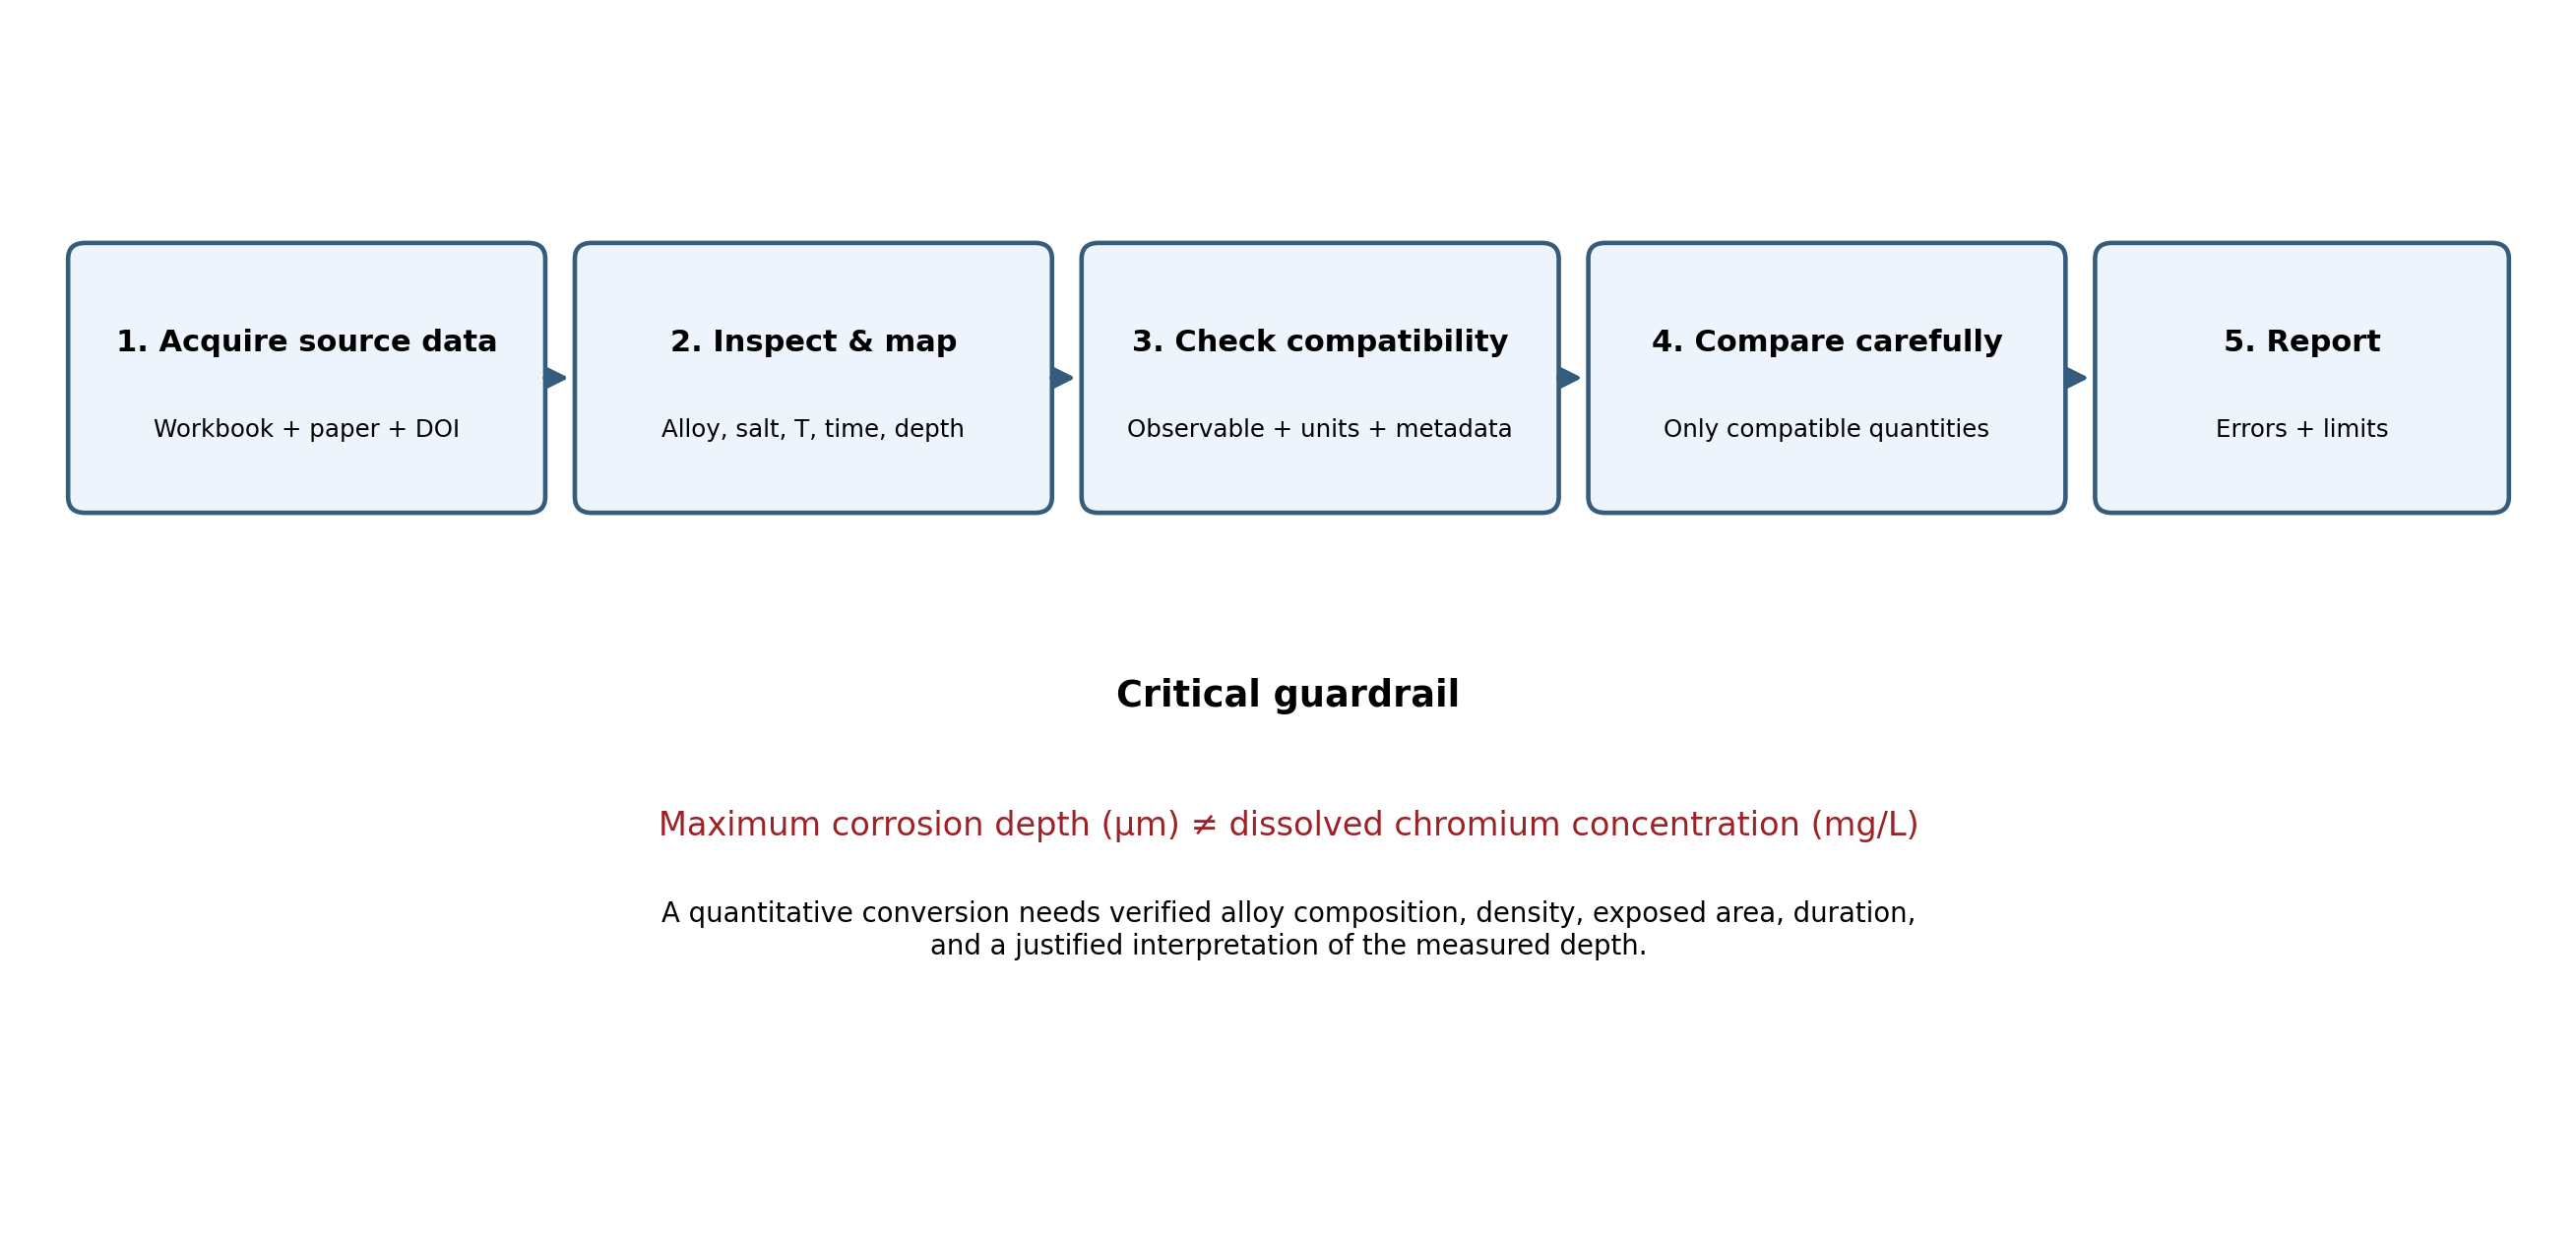 1. Acquire source data
Workbook + paper + DOI
2. Inspect & map
Alloy, salt, T, time, depth
3. Check compatibility
Observable + units + metadata
4. Compare carefully
Only compatible quantities
5. Report
Errors + limits
Critical guardrail
Maximum corrosion depth (µm) ≠ dissolved chromium concentration (mg/L)
A quantitative conversion needs verified alloy composition, density, exposed area, duration,
and a justified interpretation of the measured depth.